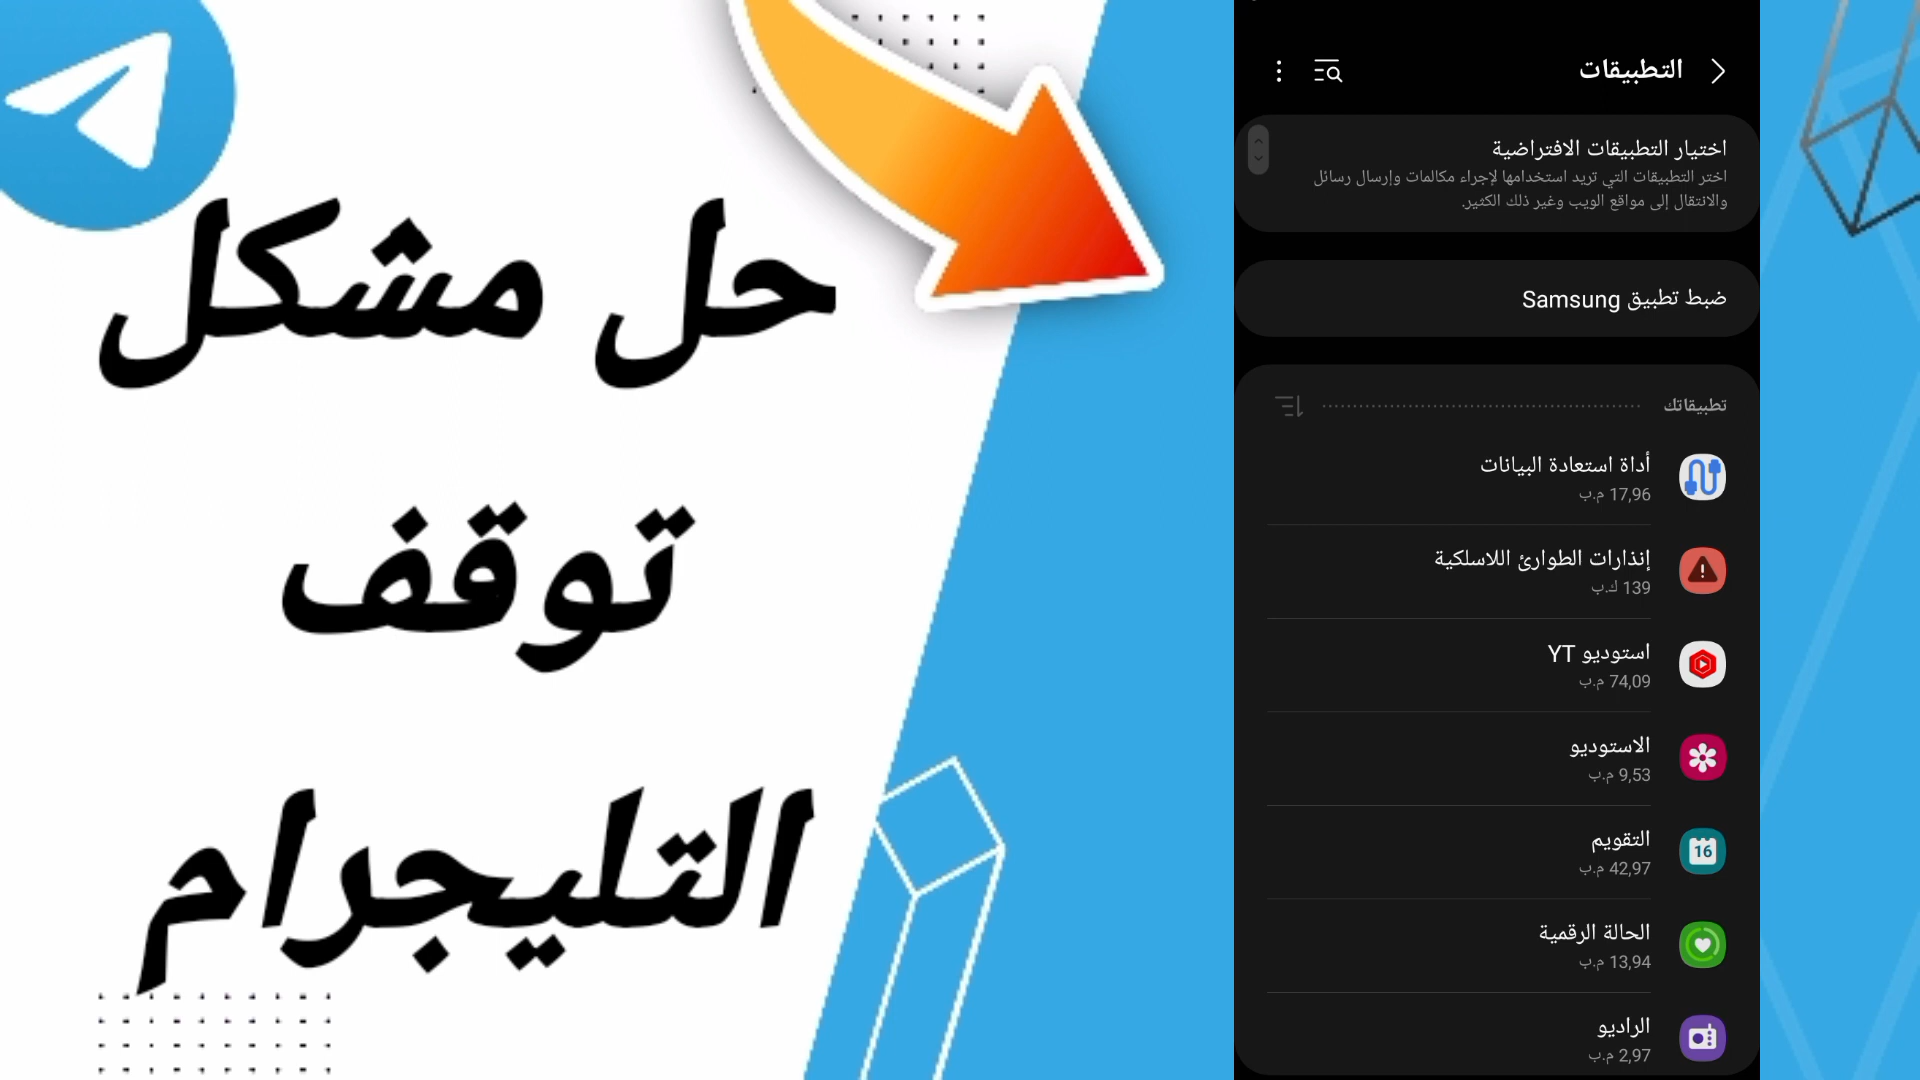 حل مشكل
توقف
التليجرام
التطبيقات
اختيار التطبيقات الافتراضية
اختر التطبيقات التي تريد استخدامها لإجراء مكالمات وإرسال رسائل
والانتقال إلى مواقع الويب وغير ذلك الكثير.
ضبط تطبيق Samsung
تطبيقاتك
أداة استعادة البيانات
17,96 م.ب
إنذارات الطوارئ اللاسلكية
139 ك.ب
استوديو YT
74,09 م.ب
الاستوديو
9,53 م.ب
التقويم
16
42,97 م.ب
الحالة الرقمية
13,94 م.ب
الراديو
2,97 م.ب